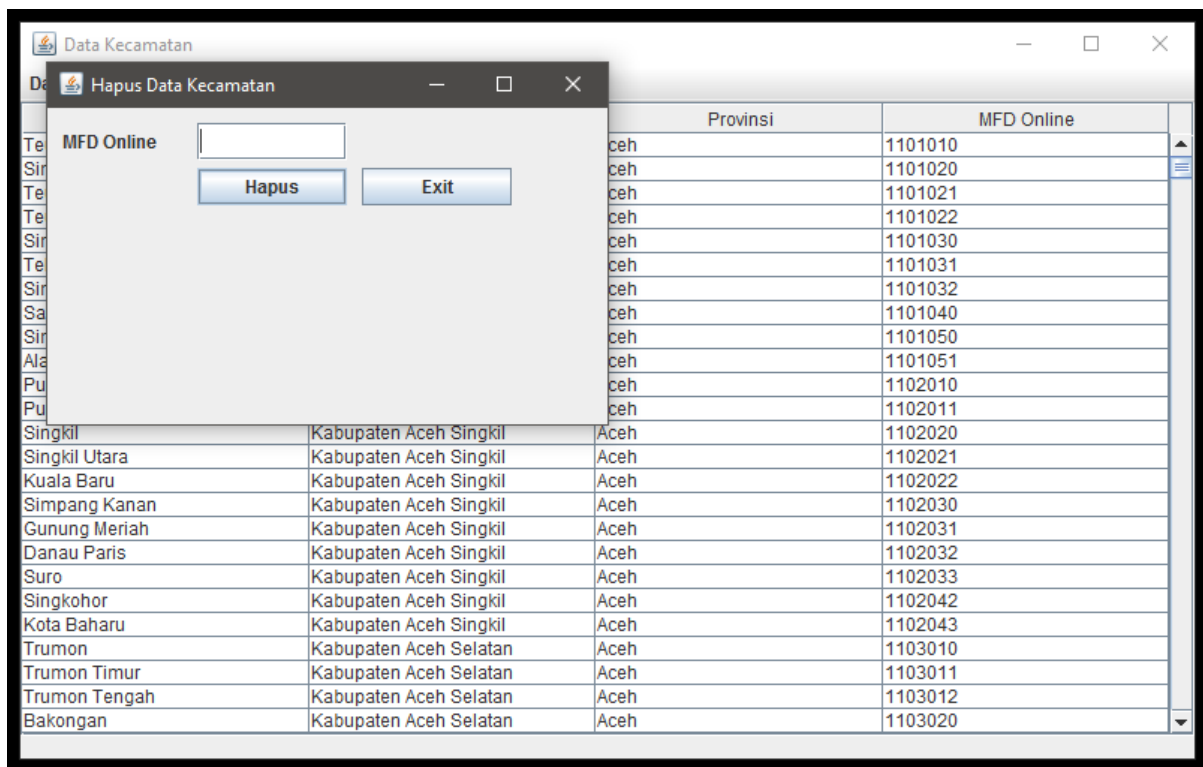 Data Kecamatan
Hapus Data Kecamatan
MFD Online
Hapus Exit
Provinsi MFD Online
1101010
1101020
1101021
1101022
1101030
1101031
1101032
1101040
1101050
1101051
1102010
1102011
Singkil Kabupaten Aceh Singkil Aceh 1102020
Singkil Utara Kabupaten Aceh Singkil Aceh 1102021
Kuala Baru Kabupaten Aceh Singkil Aceh 1102022
Simpang Kanan Kabupaten Aceh Singkil Aceh 1102030
Gunung Meriah Kabupaten Aceh Singkil Aceh 1102031
Danau Paris Kabupaten Aceh Singkil Aceh 1102032
Suro Kabupaten Aceh Singkil Aceh 1102033
Singkohor Kabupaten Aceh Singkil Aceh 1102042
Kota Baharu Kabupaten Aceh Singkil Aceh 1102043
Trumon Kabupaten Aceh Selatan Aceh 1103010
Trumon Timur Kabupaten Aceh Selatan Aceh 1103011
Trumon Tengah Kabupaten Aceh Selatan Aceh 1103012
Bakongan Kabupaten Aceh Selatan Aceh 1103020